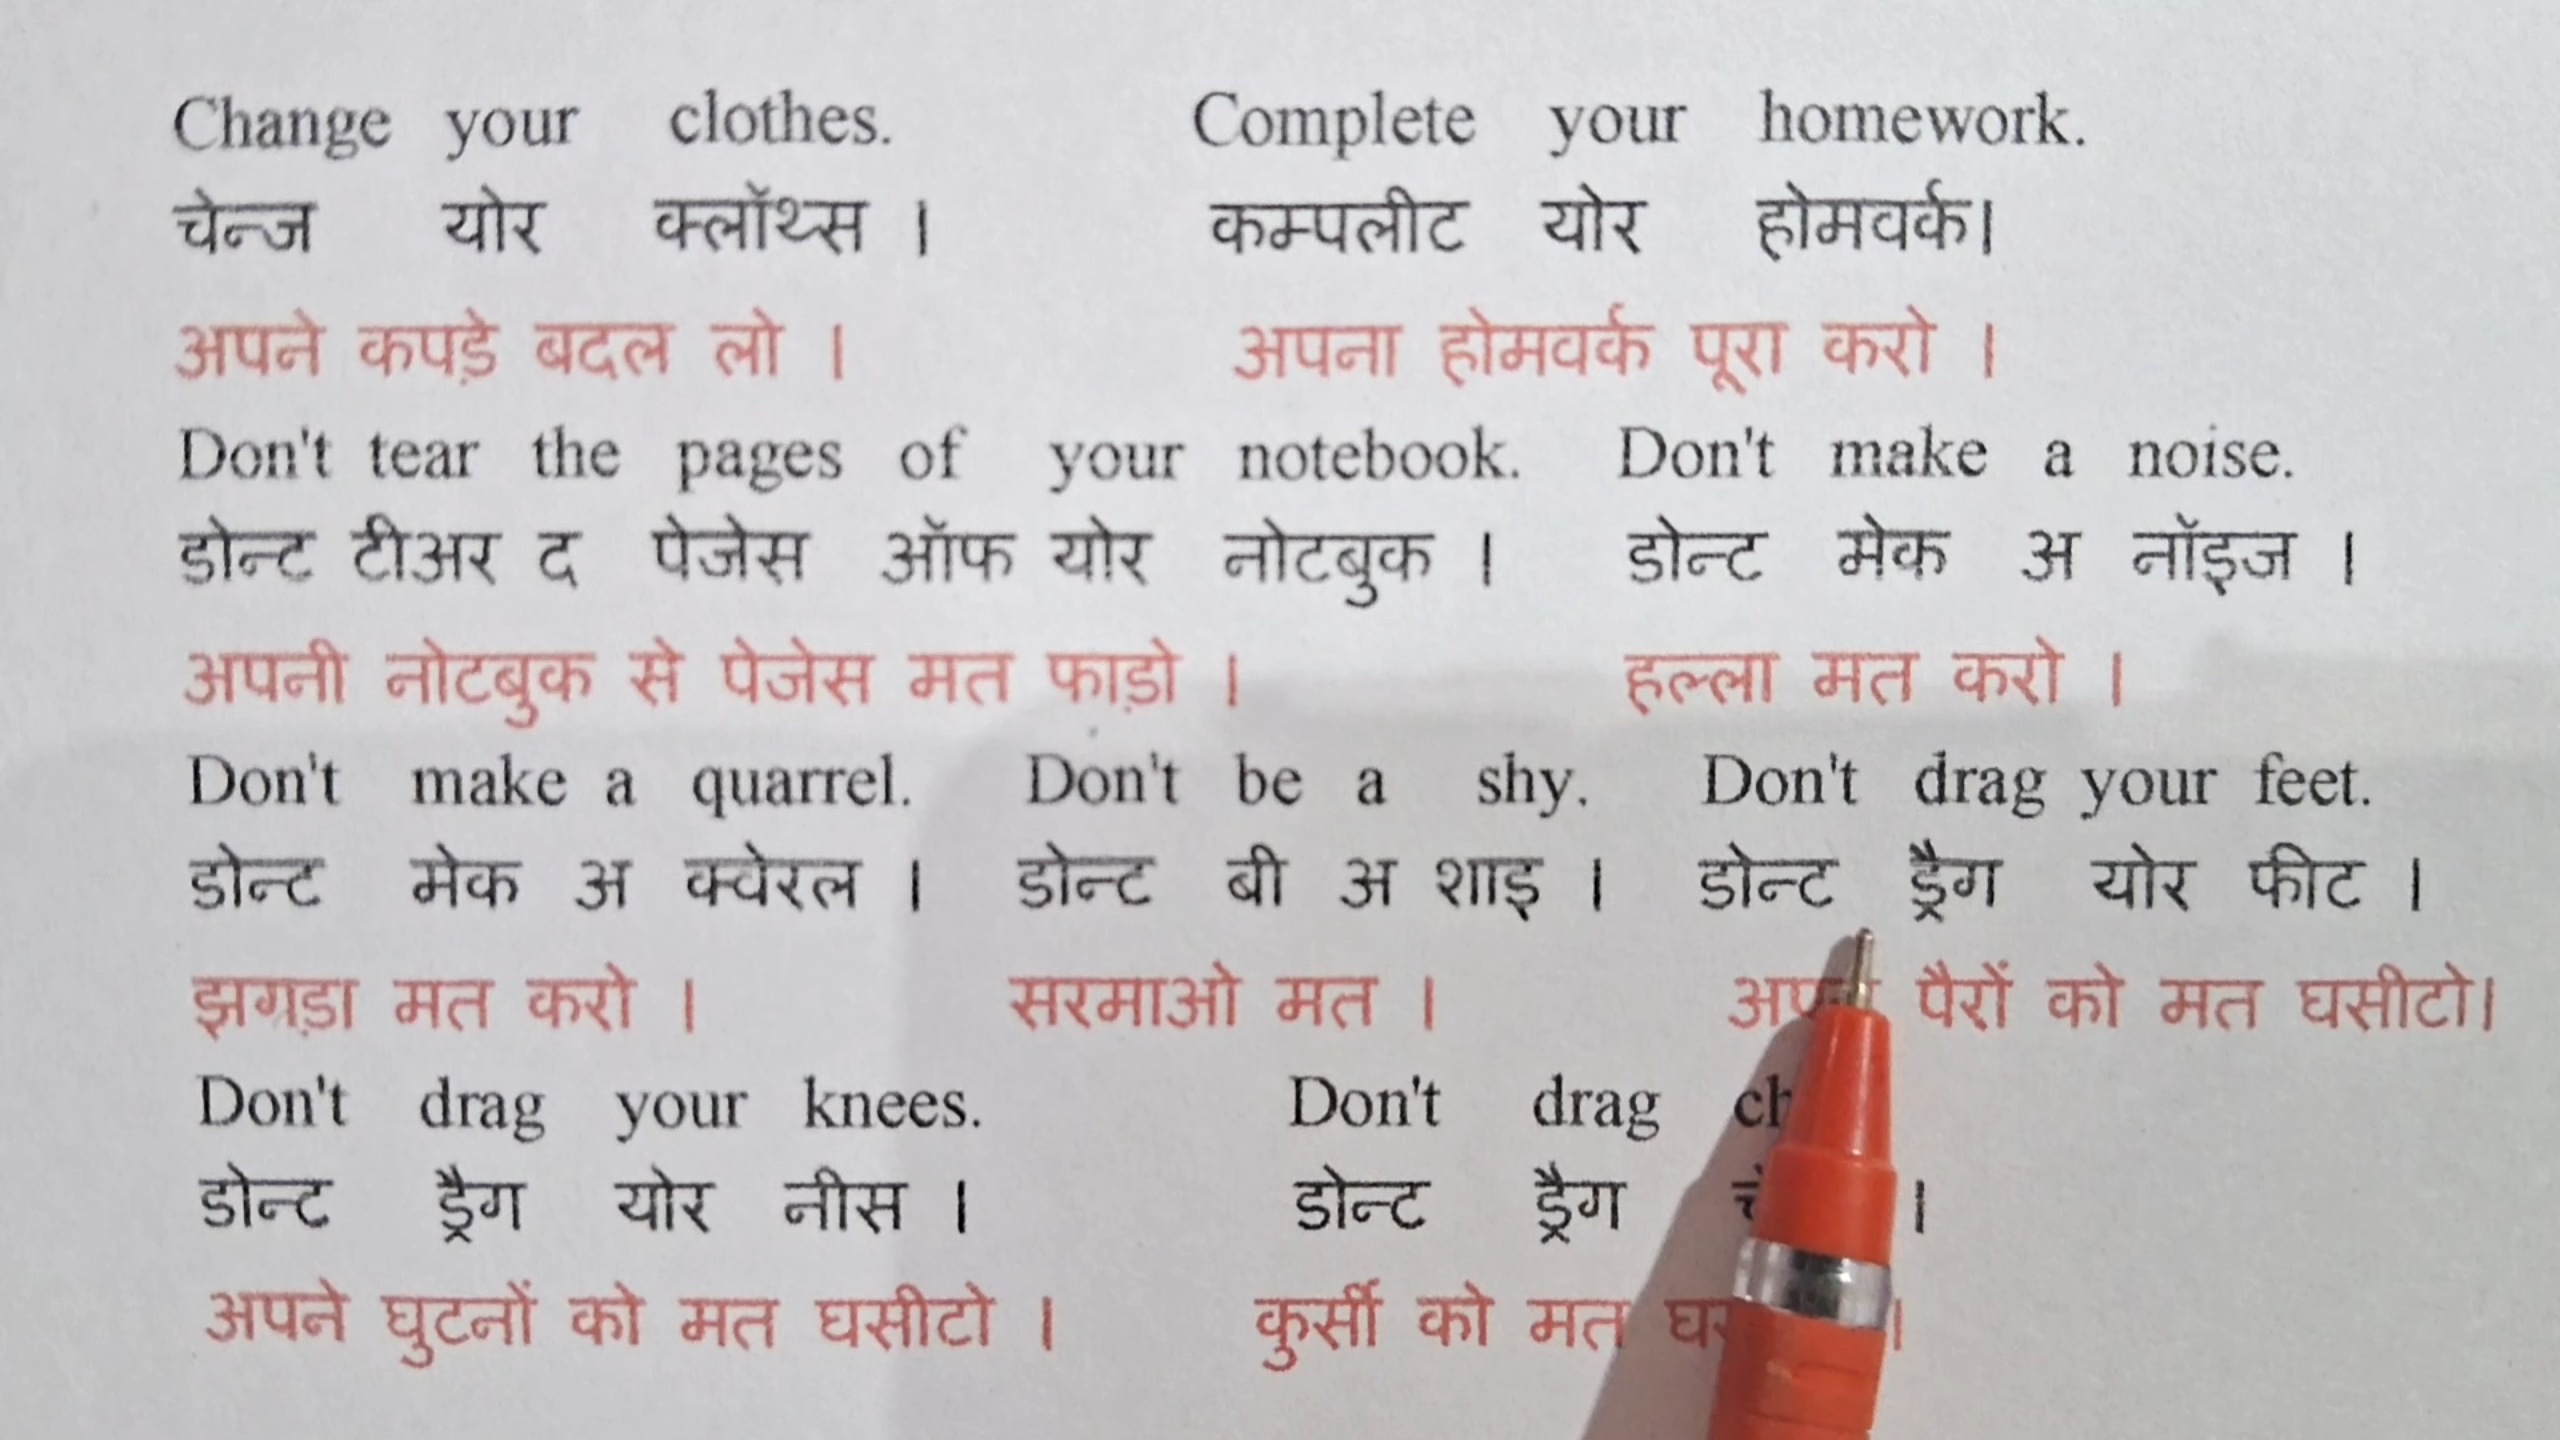 Change your clothes. Complete your homework.
चेन्ज योर क्लॉथ्स । कम्पलीट योर होमवर्क।
अपने कपड़े बदल लो । अपना होमवर्क पूरा करो ।
Don't tear the pages of your notebook. Don't make a noise.
डोन्ट टीअर द पेजेस ऑफ योर नोटबुक । डोन्ट मेक अ नॉइज ।
अपनी नोटबुक से पेजेस मत फाड़ो । हल्ला मत करो ।
Don't make a quarrel. Don't be a shy. Don't drag your feet.
डोन्ट मेक अ क्वेरल । डोन्ट बी अ शाइ । डोन्ट ड्रैग योर फीट ।
झगड़ा मत करो । सरमाओ मत । पैरों को मत घसीटो।
Don't drag your knees. Don't drag
डोन्ट ड्रैग योर नीस । डोन्ट ड्रैग ।
अपने घुटनों को मत घसीटो । कुर्सी को मत ।